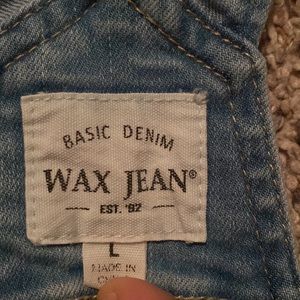 BASIC DENIM
WAX JEAN®
EST. '92
L
MADE IN